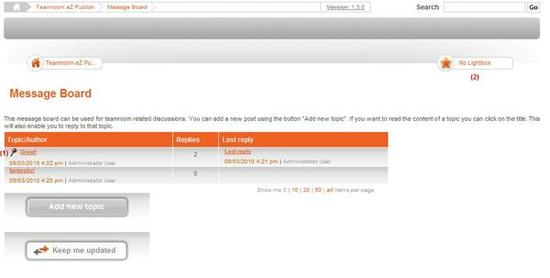 Teamroom eZ Publish Message Board Version: 1.3.0 Search Go
Teamroom eZ Pu... No Lightbox
(2)
Message Board
This message board can be used for teamroom related discussions. You can add a new post using the button "Add new topic". If you want to read the content of a topic you can click on the title. This
will also enable you to reply to that topic.
Topic/Author Replies Last reply
(1) Great! 2 Last reply
09/03/2010 4:02 pm | Administrator User 09/03/2010 4:21 pm | Administrator User
fantastic! 0
09/03/2010 4:20 pm | Administrator User
Show me 5 | 10 | 20 | 50 | all items per page
Add new topic
Keep me updated